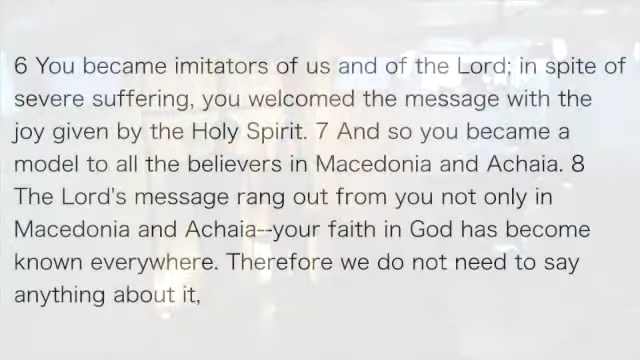 6 You became imitators of us and of the Lord; in spite of
severe suffering, you welcomed the message with the
joy given by the Holy Spirit. 7 And so you became a
model to all the believers in Macedonia and Achaia. 8
The Lord's message rang out from you not only in
Macedonia and Achaia--your faith in God has become
known everywhere. Therefore we do not need to say
anything about it,